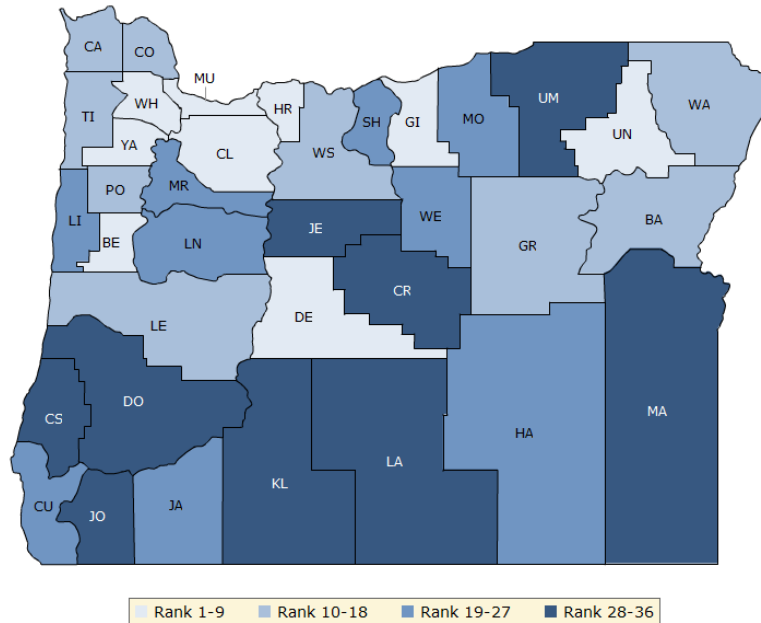 CA
CO
MU
WH
HR
TI
SH
GI
MO
UM
WA
UN
YA
CL
WS
PO
MR
LI
BE
LN
JE
WE
GR
BA
CR
DE
LE
DO
CS
MA
HA
LA
KL
CU
JO
JA
Rank 1-9 Rank 10-18 Rank 19-27 Rank 28-36